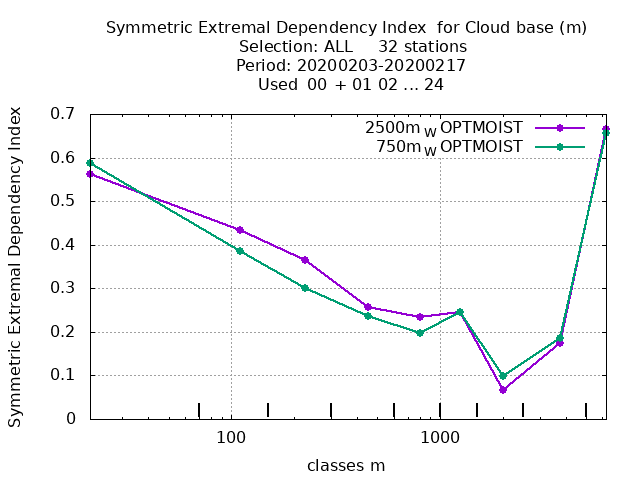 Symmetric Extremal Dependency Index  for Cloud base (m)
Selection: ALL     32 stations
Period: 20200203-20200217
Used  00 + 01 02 ... 24
2500m W OPTMOIST
750m W OPTMOIST
Symmetric Extremal Dependency Index
0.7
0.6
0.5
0.4
0.3
0.2
0.1
0
100
1000
classes m